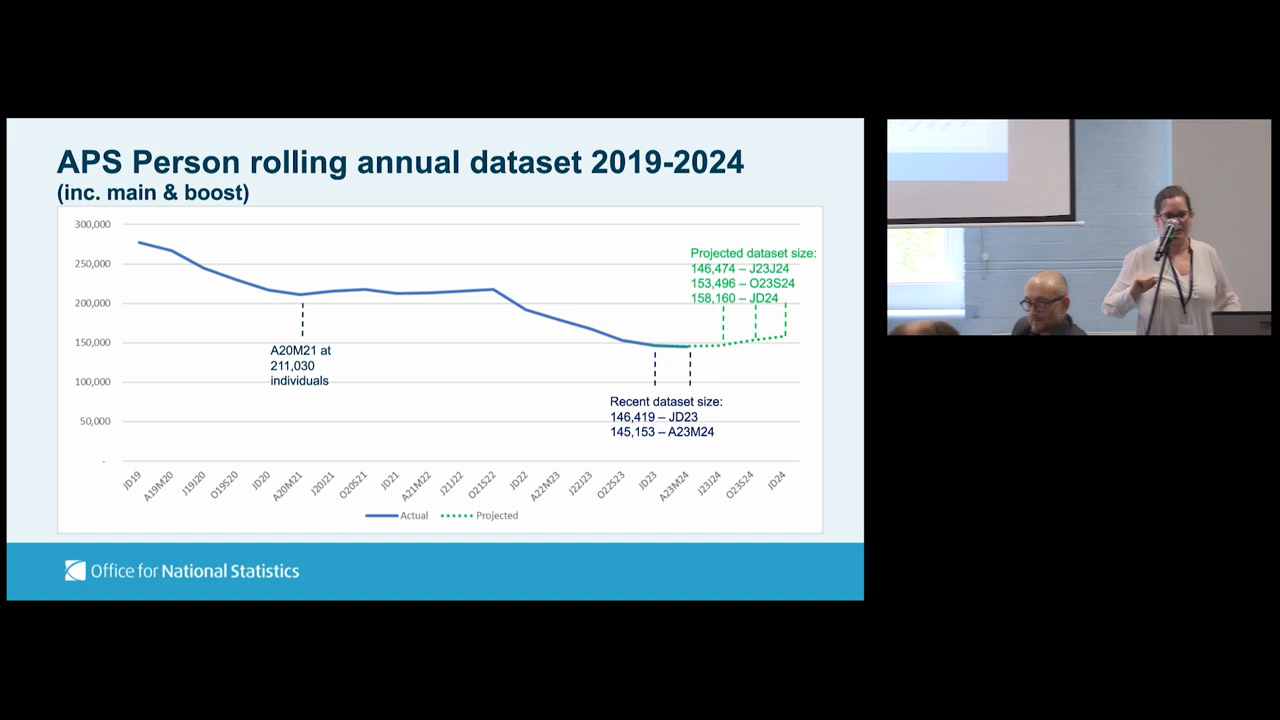 APS Person rolling annual dataset 2019-2024
(inc. main & boost)
300,000
250,000
200,000
150,000
100,000
50,000
-
Projected dataset size:
146,474 – J23J24
153,496 – O23S24
158,160 – JD24
A20M21 at
211,030
individuals
Recent dataset size:
146,419 – JD23
145,153 – A23M24
JD19
A19M20
J19J20
O19S20
JD20
A20M21
J20J21
O20S21
JD21
A21M22
J21J22
O21S22
JD22
A22M23
J22J23
O22S23
JD23
A23M24
J23J24
O23S24
JD24
Actual
Projected
Office for National Statistics